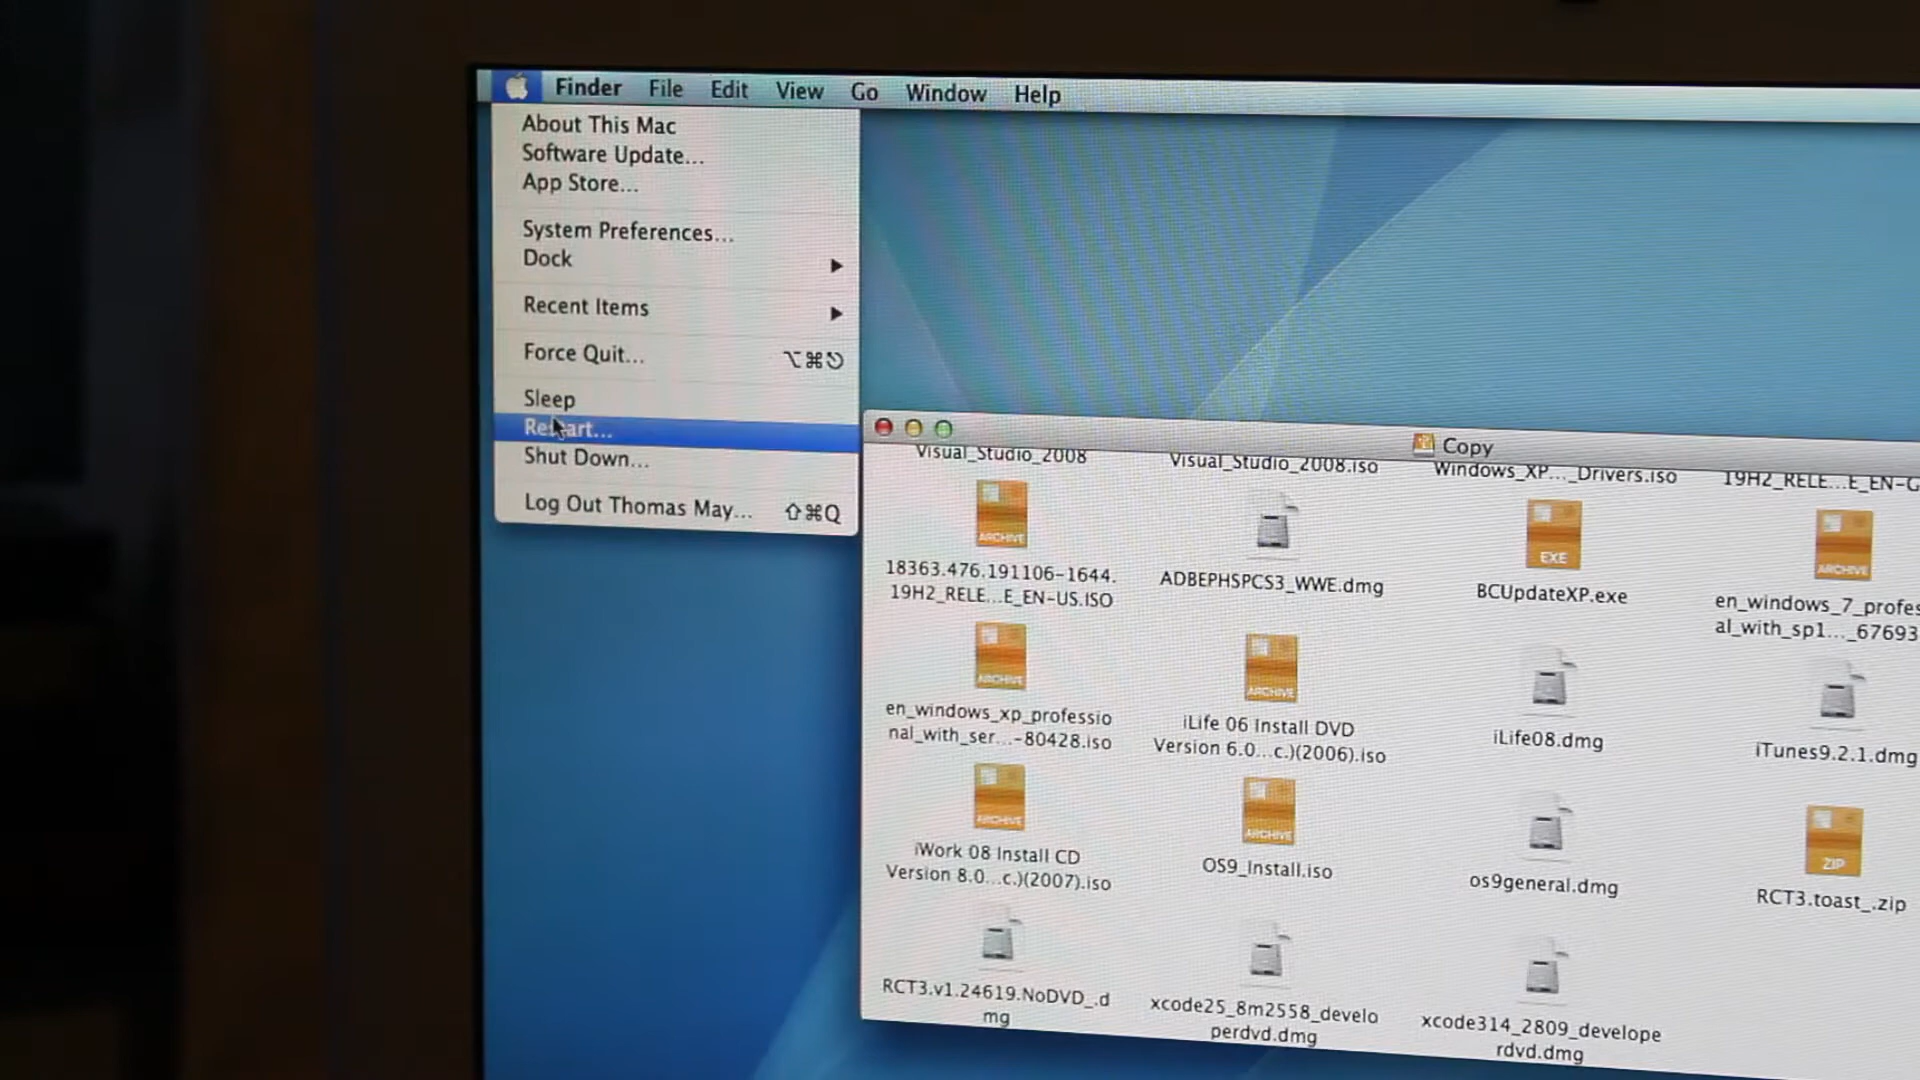 Finder File Edit View Go Window Help
About This Mac
Software Update...
App Store...
System Preferences...
Dock
Recent Items
Force Quit... ⌥⌘⎋
Sleep
Restart...
Shut Down...
Log Out Thomas May... ⇧⌘Q
Copy
Visual_Studio_2008
Visual_Studio_2008.iso
Windows_XP..._Drivers.iso
19H2_RELE...E_EN-G
ARCHIVE
18363.476.191106-1644.
19H2_RELE...E_EN-US.ISO
ADBEPHSPCS3_WWE.dmg
EXE
BCUpdateXP.exe
ARCHIVE
en_windows_7_profes
al_with_sp1..._67693
ARCHIVE
en_windows_xp_professio
nal_with_ser...-80428.iso
ARCHIVE
iLife 06 Install DVD
Version 6.0...c.)(2006).iso
iLife08.dmg
iTunes9.2.1.dmg
ARCHIVE
iWork 08 Install CD
Version 8.0...c.)(2007).iso
ARCHIVE
OS9_Install.iso
os9general.dmg
ZIP
RCT3.toast_.zip
RCT3.v1.24619.NoDVD_.d
mg
xcode25_8m2558_develo
perdvd.dmg
xcode314_2809_develope
rdvd.dmg